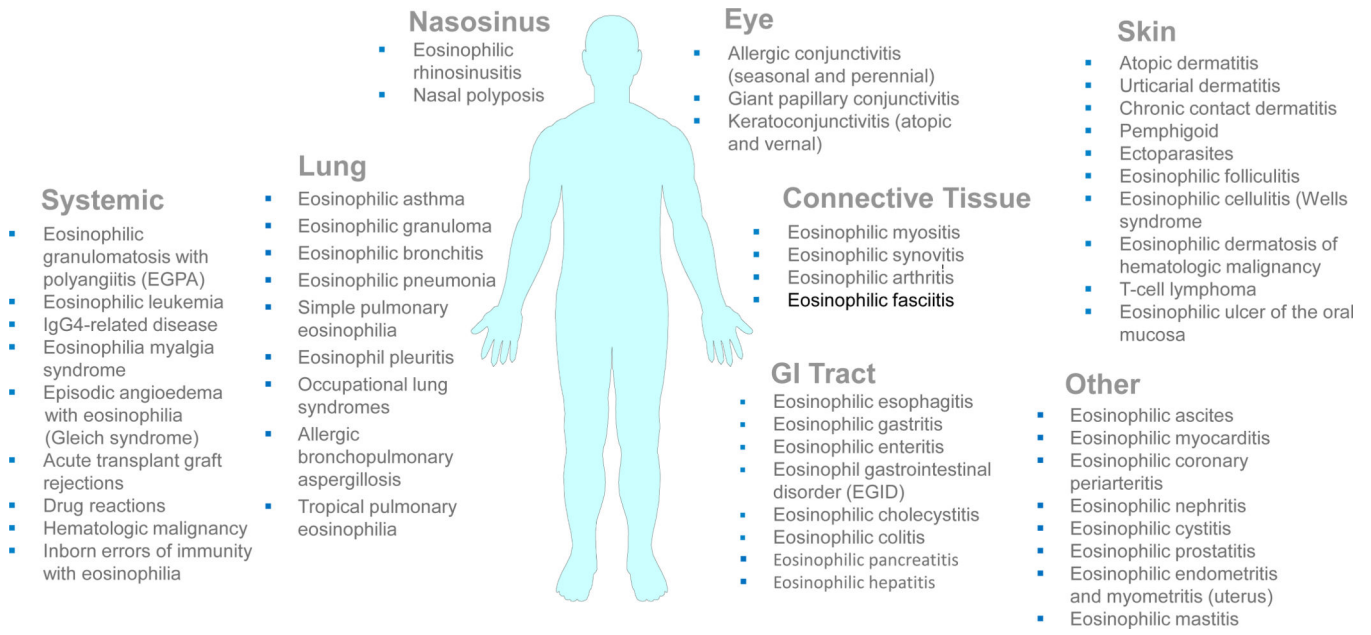 Nasosinus
Eosinophilic
rhinosinusitis
Nasal polyposis
Eye
Allergic conjunctivitis
(seasonal and perennial)
Giant papillary conjunctivitis
Keratoconjunctivitis (atopic
and vernal)
Skin
Atopic dermatitis
Urticarial dermatitis
Chronic contact dermatitis
Pemphigoid
Ectoparasites
Eosinophilic folliculitis
Eosinophilic cellulitis (Wells
syndrome
Eosinophilic dermatosis of
hematologic malignancy
T-cell lymphoma
Eosinophilic ulcer of the oral
mucosa
Lung
Eosinophilic asthma
Eosinophilic granuloma
Eosinophilic bronchitis
Eosinophilic pneumonia
Simple pulmonary
eosinophilia
Eosinophil pleuritis
Occupational lung
syndromes
Allergic
bronchopulmonary
aspergillosis
Tropical pulmonary
eosinophilia
Systemic
Eosinophilic
granulomatosis with
polyangiitis (EGPA)
Eosinophilic leukemia
IgG4-related disease
Eosinophilia myalgia
syndrome
Episodic angioedema
with eosinophilia
(Gleich syndrome)
Acute transplant graft
rejections
Drug reactions
Hematologic malignancy
Inborn errors of immunity
with eosinophilia
Connective Tissue
Eosinophilic myositis
Eosinophilic synovitis
Eosinophilic arthritis
Eosinophilic fasciitis
GI Tract
Eosinophilic esophagitis
Eosinophilic gastritis
Eosinophilic enteritis
Eosinophil gastrointestinal
disorder (EGID)
Eosinophilic cholecystitis
Eosinophilic colitis
Eosinophilic pancreatitis
Eosinophilic hepatitis
Other
Eosinophilic ascites
Eosinophilic myocarditis
Eosinophilic coronary
periarteritis
Eosinophilic nephritis
Eosinophilic cystitis
Eosinophilic prostatitis
Eosinophilic endometritis
and myometritis (uterus)
Eosinophilic mastitis